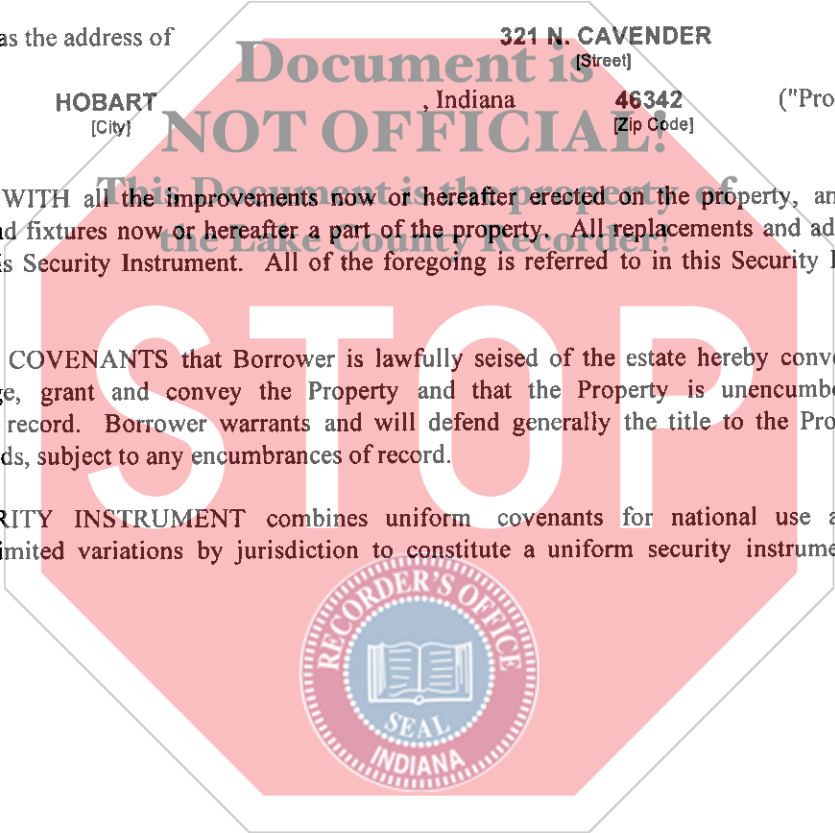 as the address of 321 N. CAVENDER
[Street]
HOBART , Indiana 46342 ("Pro
[City] [Zip Code]
Document is
NOT OFFICIAL!
This Document is the property of
the Lake County Recorder!
WITH all the improvements now or hereafter erected on the property, an
d fixtures now or hereafter a part of the property. All replacements and ad
is Security Instrument. All of the foregoing is referred to in this Security I
STOP
COVENANTS that Borrower is lawfully seised of the estate hereby conve
ge, grant and convey the Property and that the Property is unencumbe
record. Borrower warrants and will defend generally the title to the Pro
ds, subject to any encumbrances of record.
RITY INSTRUMENT combines uniform covenants for national use a
imited variations by jurisdiction to constitute a uniform security instrume
RECORDER'S OFFICE
SEAL
INDIANA